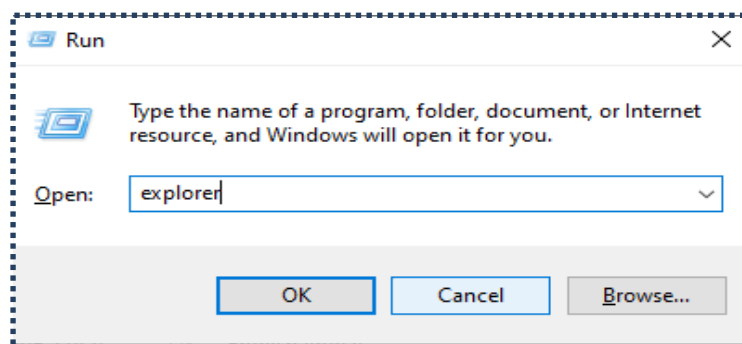 Run
Type the name of a program, folder, document, or Internet
resource, and Windows will open it for you.
Open: explorer
OK Cancel Browse...